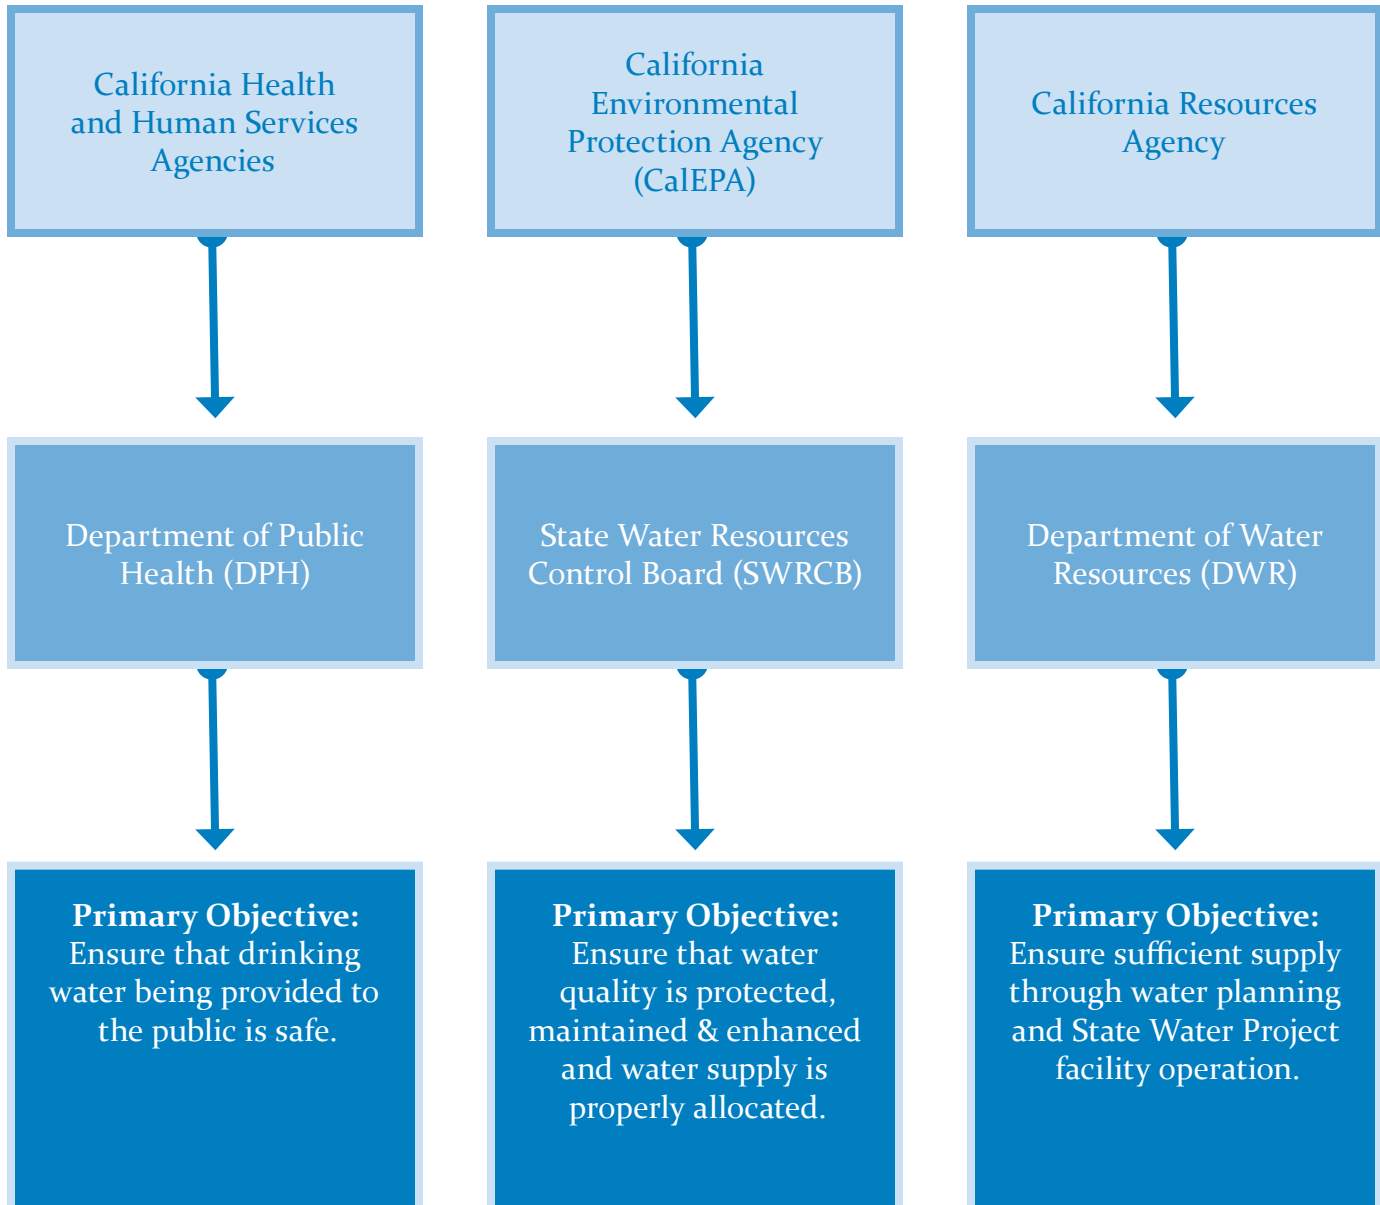 California Health
and Human Services
Agencies
California
Environmental
Protection Agency
(CalEPA)
California Resources
Agency
Department of Public
Health (DPH)
State Water Resources
Control Board (SWRCB)
Department of Water
Resources (DWR)
Primary Objective:
Ensure that drinking
water being provided to
the public is safe.
Primary Objective:
Ensure that water
quality is protected,
maintained & enhanced
and water supply is
properly allocated.
Primary Objective:
Ensure sufficient supply
through water planning
and State Water Project
facility operation.